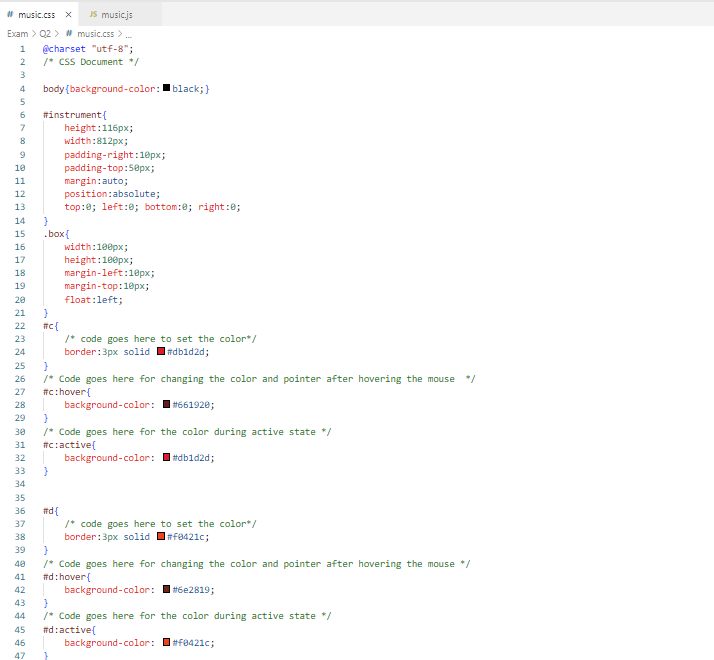 # music.css × JS music.js
Exam > Q2 > # music.css > ...
1 @charset "utf-8";
2 /* CSS Document */
3
4 body{background-color:black;}
5
6 #instrument{
7 height:116px;
8 width:812px;
9 padding-right:10px;
10 padding-top:50px;
11 margin:auto;
12 position:absolute;
13 top:0; left:0; bottom:0; right:0;
14 }
15 .box{
16 width:100px;
17 height:100px;
18 margin-left:10px;
19 margin-top:10px;
20 float:left;
21 }
22 #c{
23 /* code goes here to set the color*/
24 border:3px solid #db1d2d;
25 }
26 /* Code goes here for changing the color and pointer after hovering the mouse  */
27 #c:hover{
28 background-color: #661920;
29 }
30 /* Code goes here for the color during active state */
31 #c:active{
32 background-color: #db1d2d;
33 }
34
35
36 #d{
37 /* code goes here to set the color*/
38 border:3px solid #f0421c;
39 }
40 /* Code goes here for changing the color and pointer after hovering the mouse */
41 #d:hover{
42 background-color: #6e2819;
43 }
44 /* Code goes here for the color during active state */
45 #d:active{
46 background-color: #f0421c;
47 }